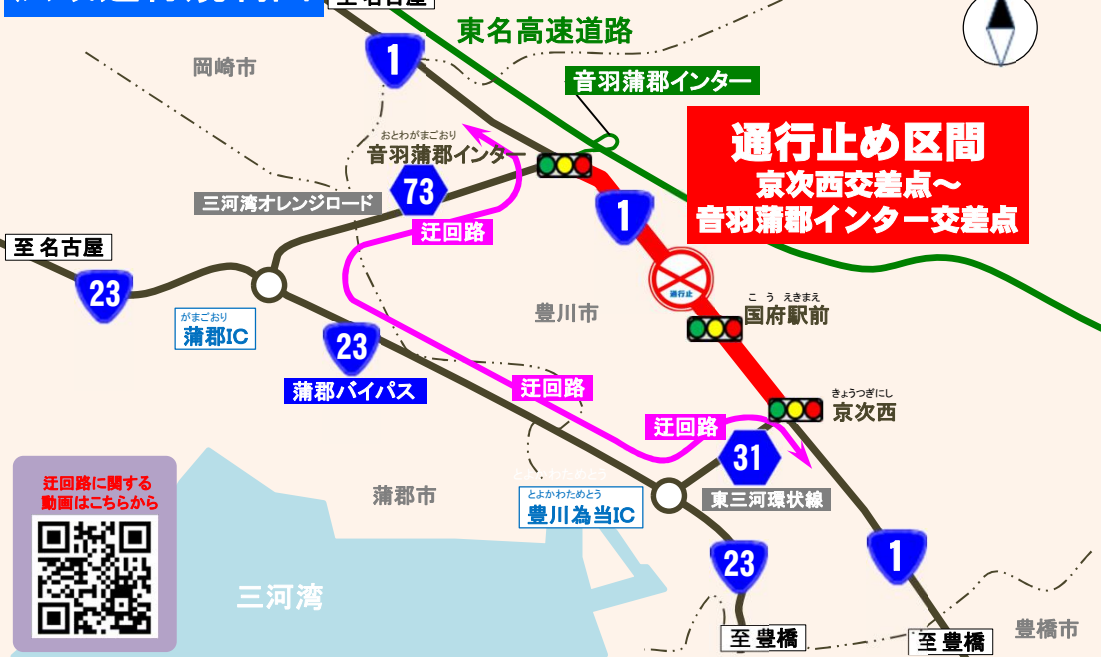 至 名古屋
東名高速道路
1
岡崎市
音羽蒲郡インター
おとわがまごおり
音羽蒲郡インター
通行止め区間
京次西交差点～
音羽蒲郡インター交差点
73
三河湾オレンジロード
1
迂回路
至 名古屋
23
通行止
こう えきまえ
国府駅前
がまごおり
蒲郡IC
豊川市
23
蒲郡バイパス
迂回路
きょうつぎにし
京次西
迂回路
31
東三河環状線
迂回路に関する
動画はこちらから
蒲郡市
とよかわためとう
とよかわためとう
豊川為当IC
23
1
三河湾
至 豊橋
至 豊橋
豊橋市